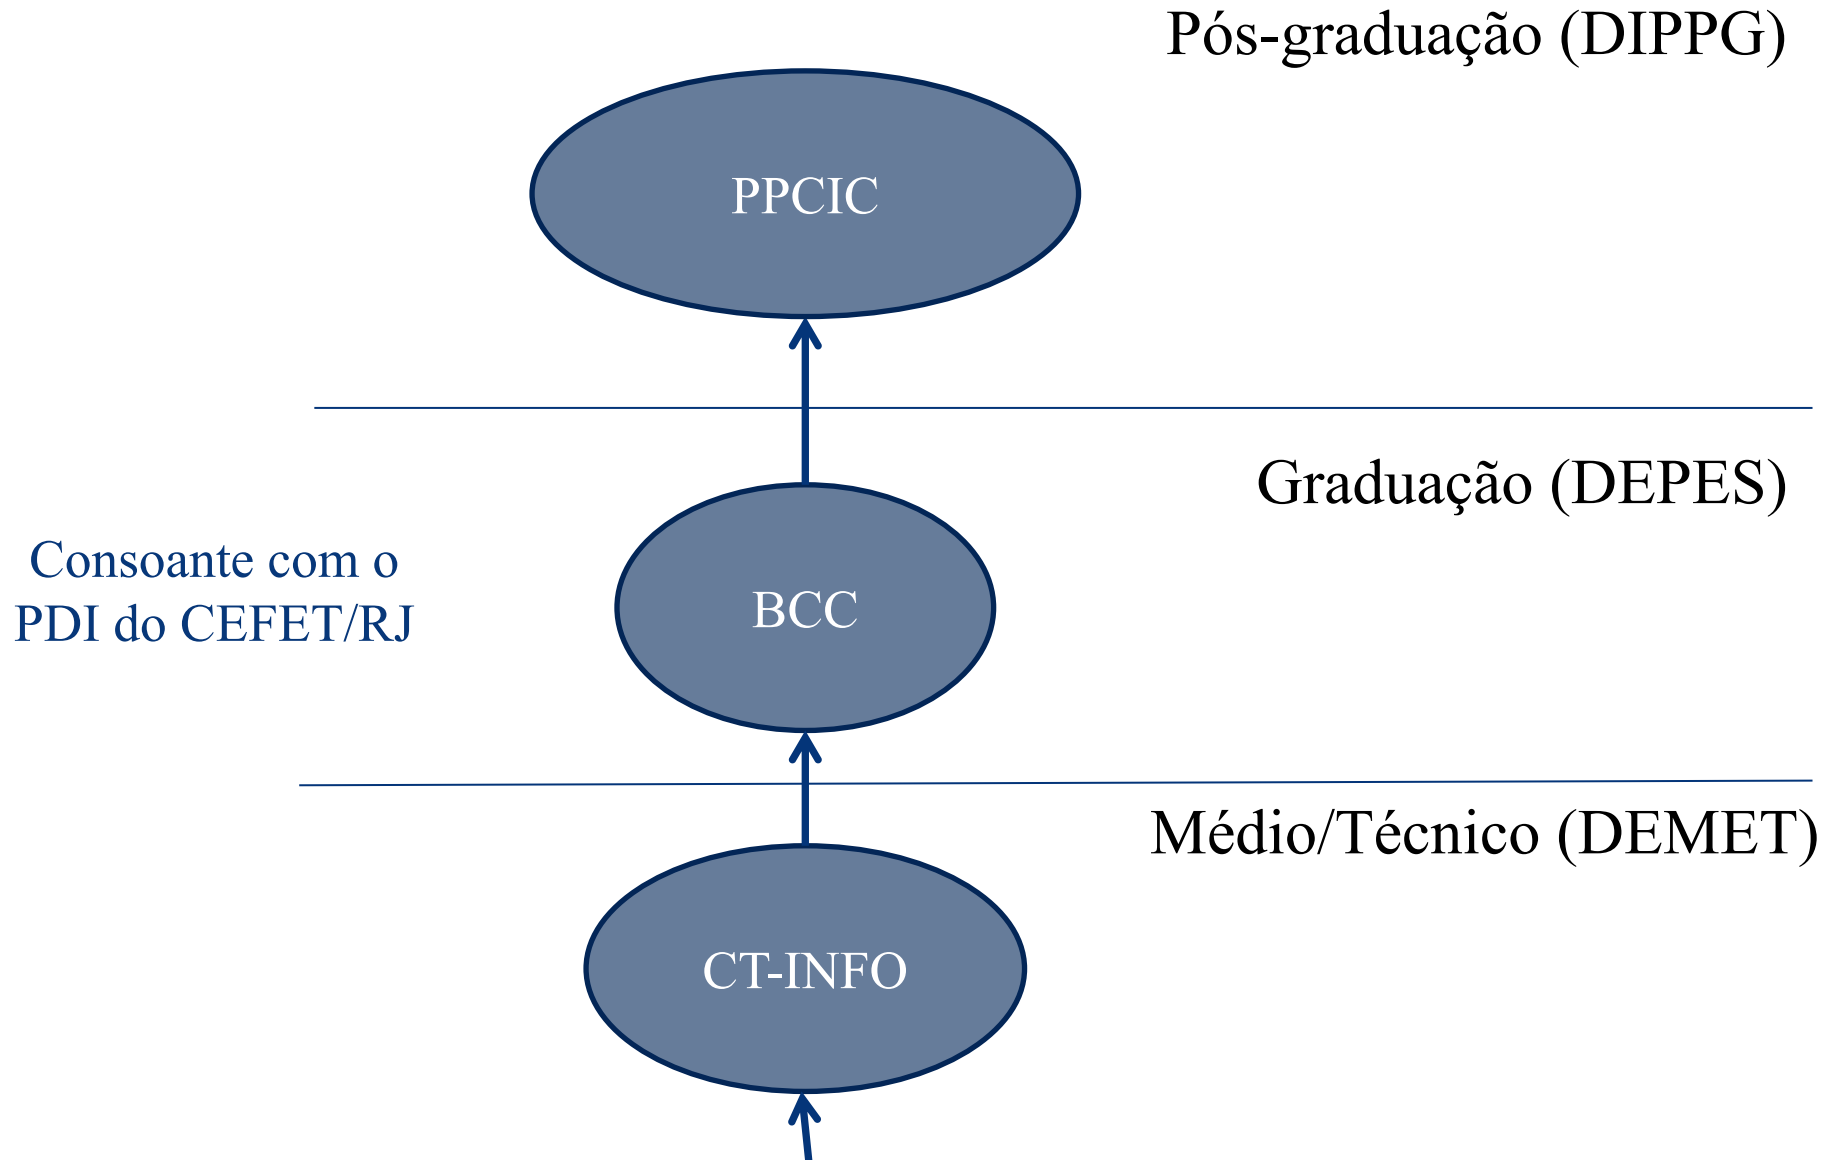 Pós-graduação (DIPPG)
PPCIC
Graduação (DEPES)
Consoante com o
PDI do CEFET/RJ
BCC
Médio/Técnico (DEMET)
CT-INFO